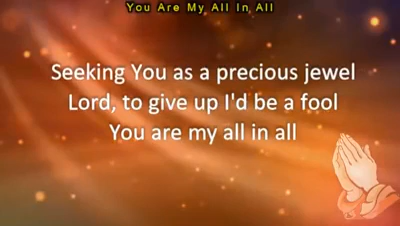 You Are My All In All
Seeking You as a precious jewel
Lord, to give up I'd be a fool
You are my all in all